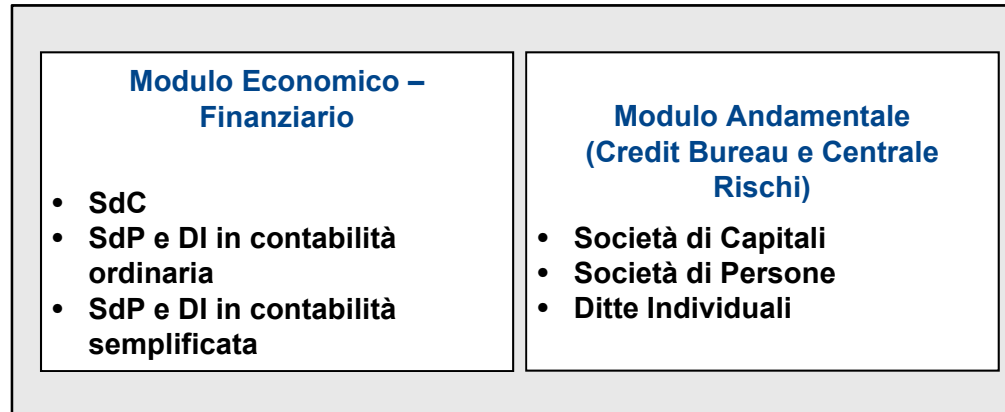 Modulo Economico –
Finanziario
• SdC
• SdP e DI in contabilità
ordinaria
• SdP e DI in contabilità
semplificata
Modulo Andamentale
(Credit Bureau e Centrale
Rischi)
• Società di Capitali
• Società di Persone
• Ditte Individuali